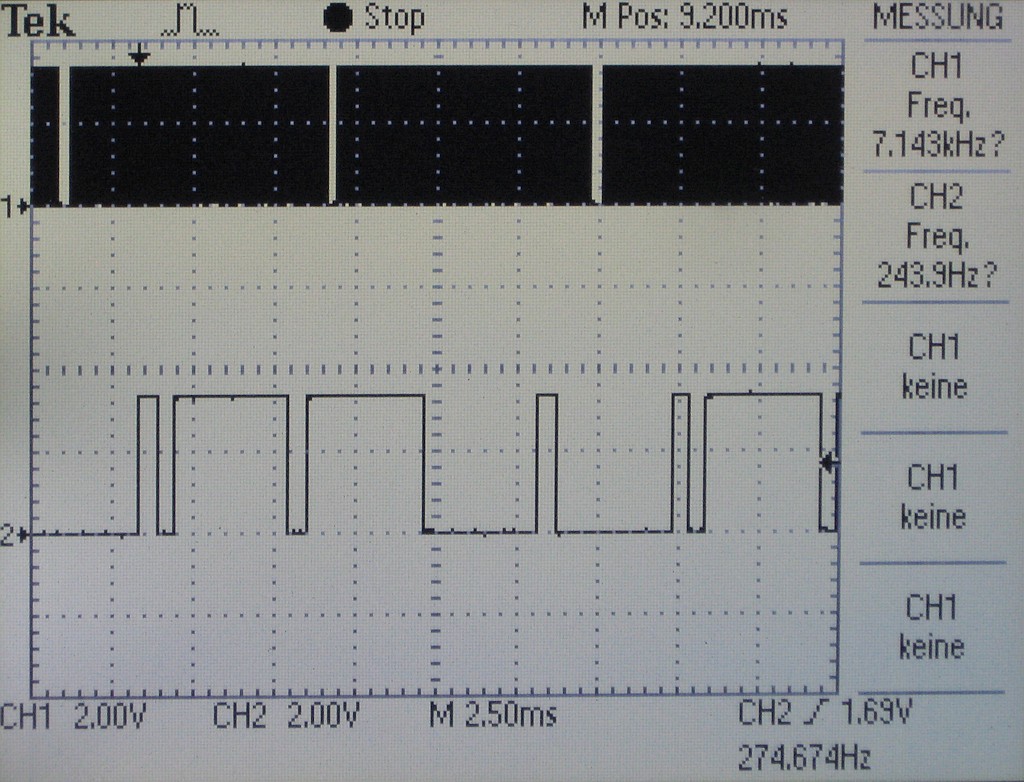 Tek Stop M Pos: 9.200ms MESSUNG
CH1
Freq.
7.143kHz?
1
CH2
Freq.
243.9Hz?
CH1
keine
CH1
keine
2
CH1
keine
CH1 2.00V CH2 2.00V M 2.50ms CH2 1.69V
274.674Hz